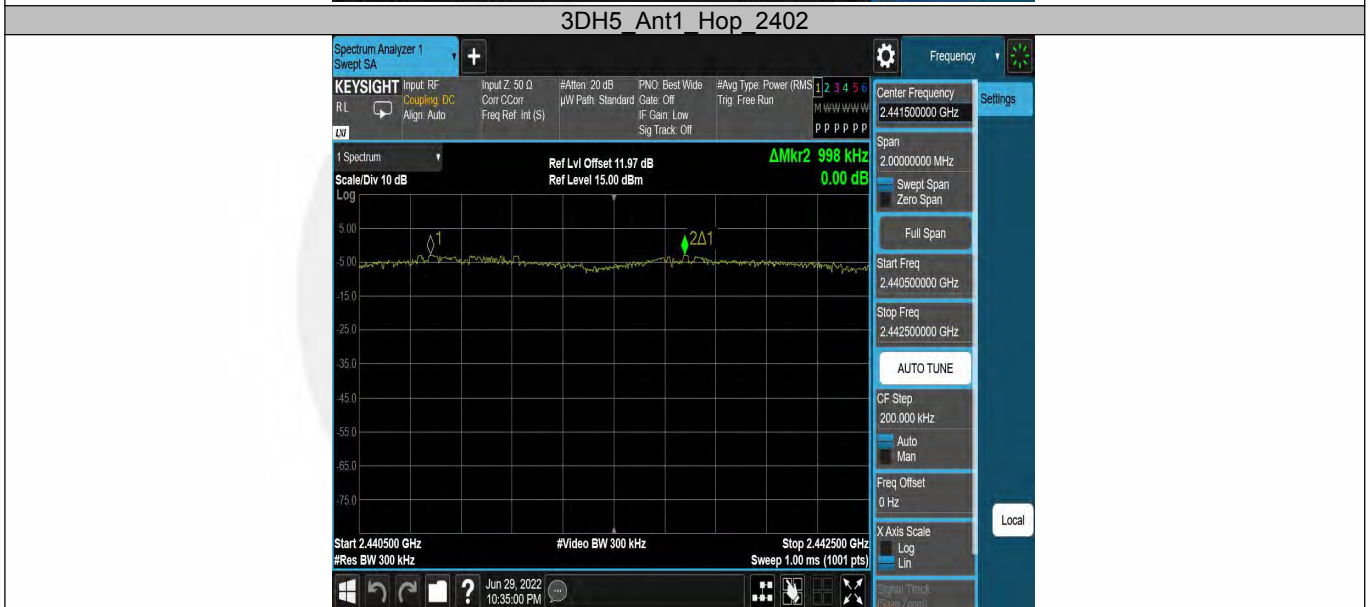 3DH5_Ant1_Hop_2402
Spectrum Analyzer 1
Swept SA
+
Frequency
KEYSIGHT
R L
LXI
Input: RF
Coupling: DC
Align: Auto
Input Z: 50 Ω
Corr CCorr
Freq Ref: Int (S)
#Atten: 20 dB
µW Path: Standard
PNO: Best Wide
Gate: Off
IF Gain: Low
Sig Track: Off
#Avg Type: Power (RMS
Trig: Free Run
1 2 3 4 5 6
M W W W W W
P P P P P P
Center Frequency
2.441500000 GHz
Settings
1 Spectrum
Scale/Div 10 dB
Log
Ref Lvl Offset 11.97 dB
Ref Level 15.00 dBm
ΔMkr2 998 kHz
0.00 dB
Span
2.00000000 MHz
Swept Span
Zero Span
Full Span
Start Freq
2.440500000 GHz
Stop Freq
2.442500000 GHz
AUTO TUNE
CF Step
200.000 kHz
Auto
Man
Freq Offset
0 Hz
X Axis Scale
Log
Lin
Signal Track
(Span Zoom)
Local
5.00
-5.00
-15.0
-25.0
-35.0
-45.0
-55.0
-65.0
-75.0
1
2Δ1
Start 2.440500 GHz
#Res BW 300 kHz
#Video BW 300 kHz
Stop 2.442500 GHz
Sweep 1.00 ms (1001 pts)
?
Jun 29, 2022
10:35:00 PM